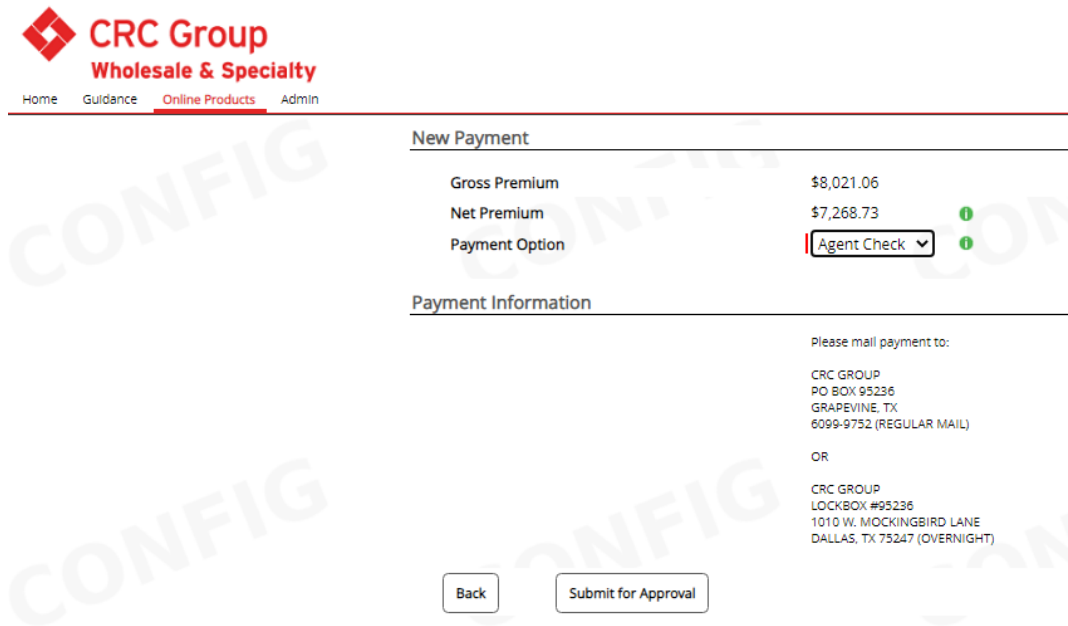 CRC Group
Wholesale & Specialty
Home Guidance Online Products Admin
New Payment
Gross Premium $8,021.06
Net Premium $7,268.73
Payment Option Agent Check
Payment Information
Please mail payment to:
CRC GROUP
PO BOX 95236
GRAPEVINE, TX
6099-9752 (REGULAR MAIL)
OR
CRC GROUP
LOCKBOX #95236
1010 W. MOCKINGBIRD LANE
DALLAS, TX 75247 (OVERNIGHT)
Back Submit for Approval
CONFIG
CONFIG
CONFIG
CONFIG